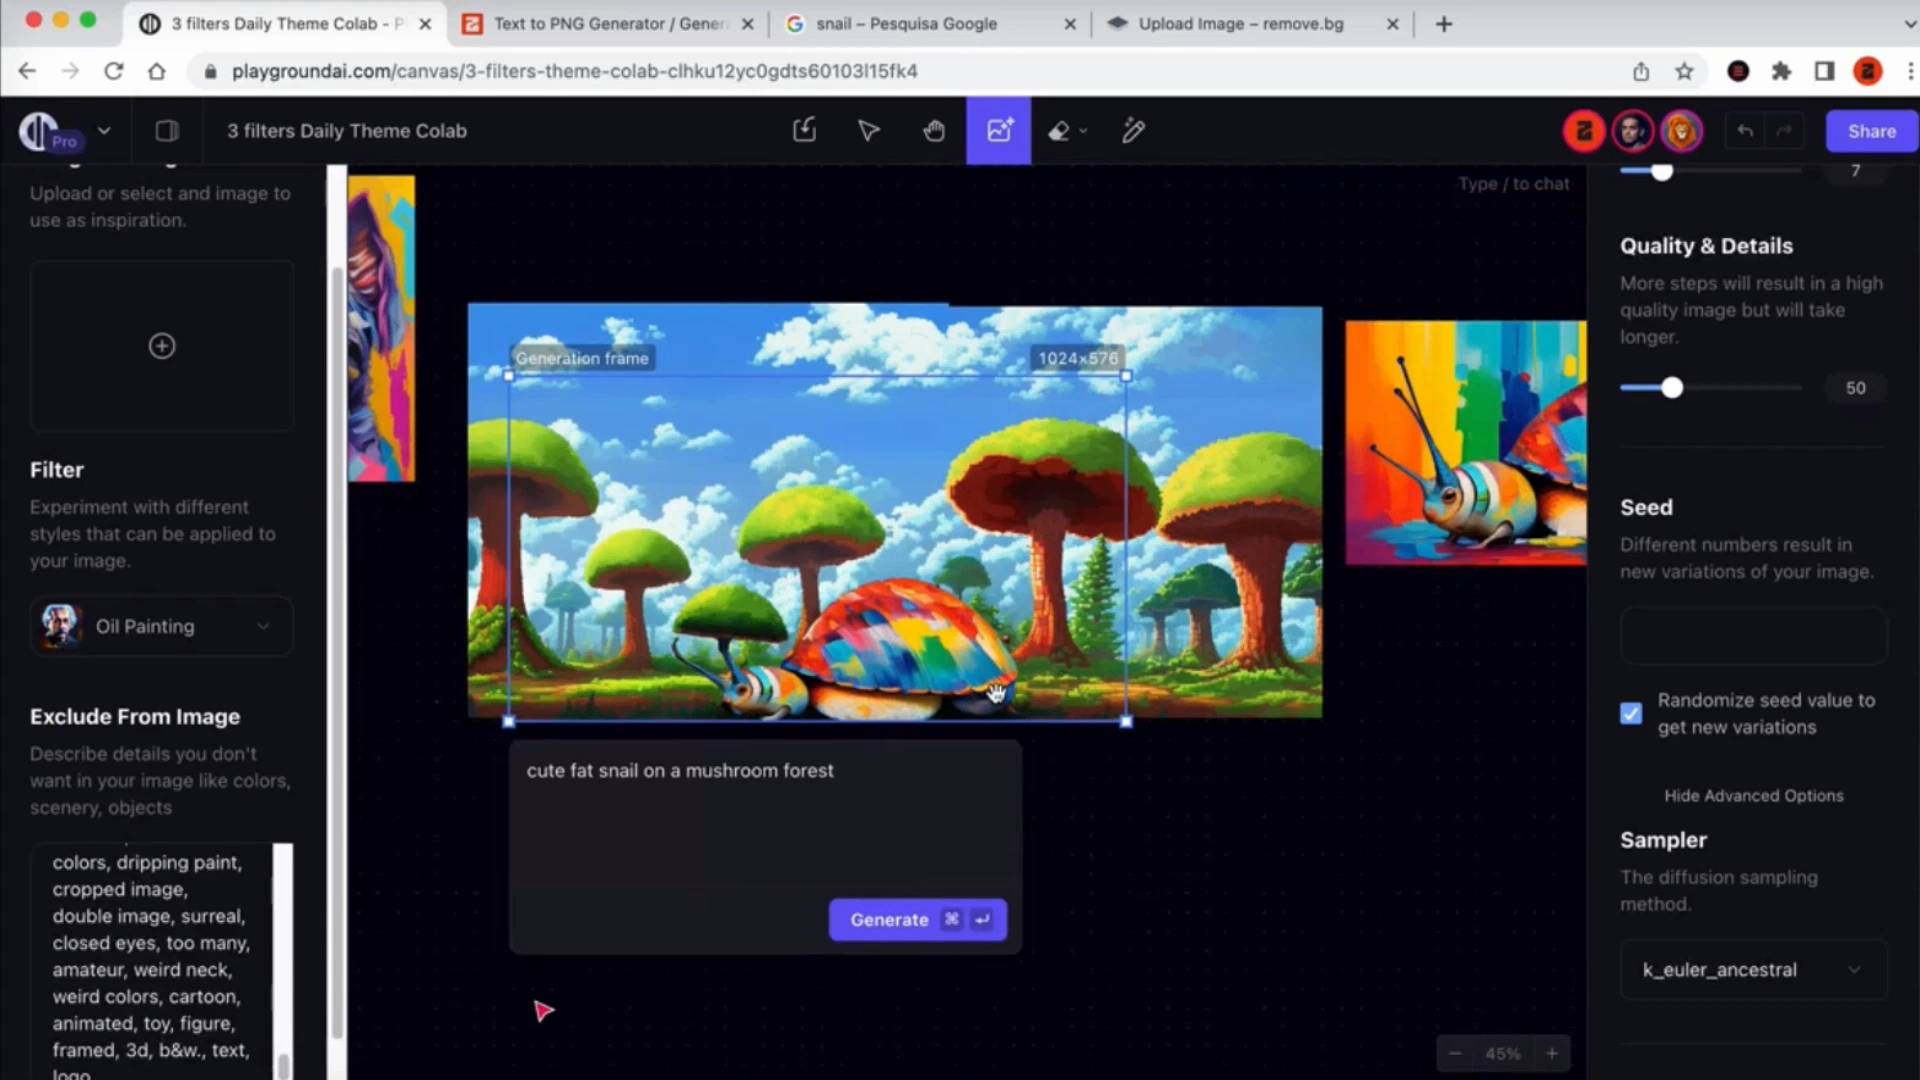 3 filters Daily Theme Colab - P
Text to PNG Generator / Gener
snail – Pesquisa Google
Upload Image – remove.bg
playgroundai.com/canvas/3-filters-theme-colab-clhku12yc0gdts60103l15fk4
Pro
3 filters Daily Theme Colab
Share
Upload or select and image to
use as inspiration.
Filter
Experiment with different
styles that can be applied to
your image.
Oil Painting
Exclude From Image
Describe details you don't
want in your image like colors,
scenery, objects
colors, dripping paint,
cropped image,
double image, surreal,
closed eyes, too many,
amateur, weird neck,
weird colors, cartoon,
animated, toy, figure,
framed, 3d, b&w., text,
logo
Type / to chat
Generation frame
1024×576
cute fat snail on a mushroom forest
Generate
45%
7
Quality & Details
More steps will result in a high
quality image but will take
longer.
50
Seed
Different numbers result in
new variations of your image.
Randomize seed value to
get new variations
Hide Advanced Options
Sampler
The diffusion sampling
method.
k_euler_ancestral